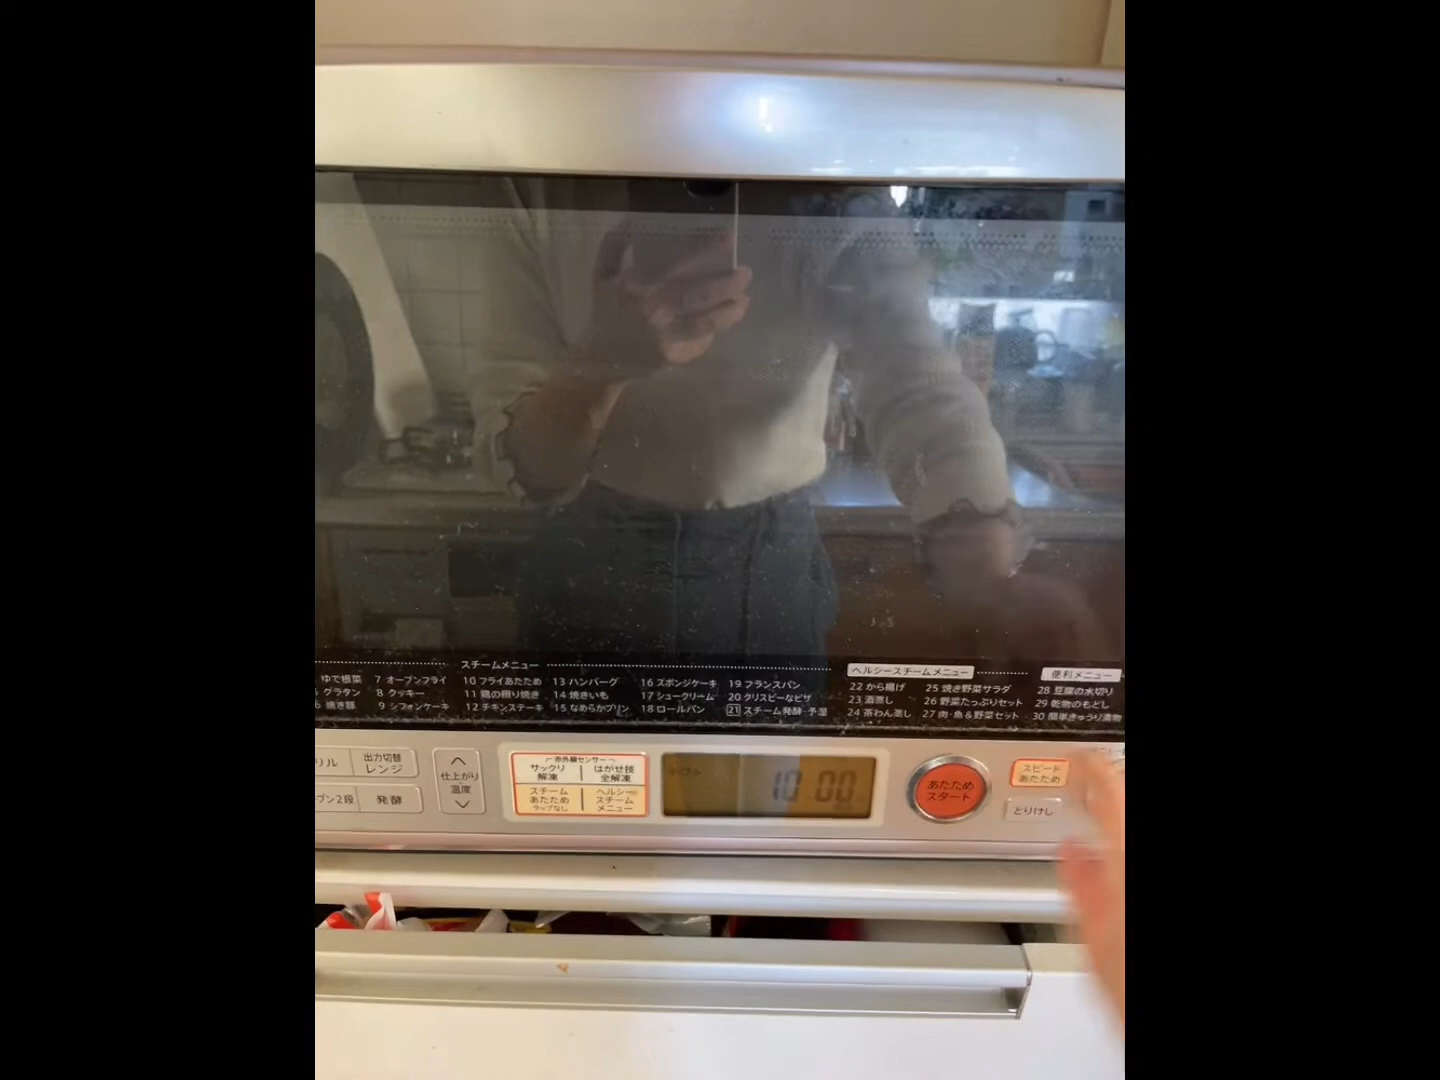 スチームメニュー
ヘルシースチームメニュー
便利メニュー
ゆで根菜 7 オーブンフライ 10 フライあたため 13 ハンバーグ 16 スポンジケーキ 19 フランスパン 22 から揚げ 25 焼き野菜サラダ 28 豆腐の水切り
グラタン 8 クッキー 11 鶏の照り焼き 14 焼きいも 17 シュークリーム 20 クリスピーなピザ 23 酒蒸し 26 野菜たっぷりセット 29 乾物のもどし
6 焼き豚 9 シフォンケーキ 12 チキンステーキ 15 なめらかプリン 18 ロールパン 21 スチーム発酵・予湿 24 茶わん蒸し 27 肉・魚&野菜セット 30 簡単きゅうり漬物
リル
出力切替
レンジ
ブン2段
発酵
仕上がり
温度
赤外線センサー
サックリ
解凍
はがせ技
全解凍
スチーム
あたため
ラップなし
ヘルシー
スチーム
メニュー
オーブン
10 00
あたため
スタート
スピード
あたため
とりけし